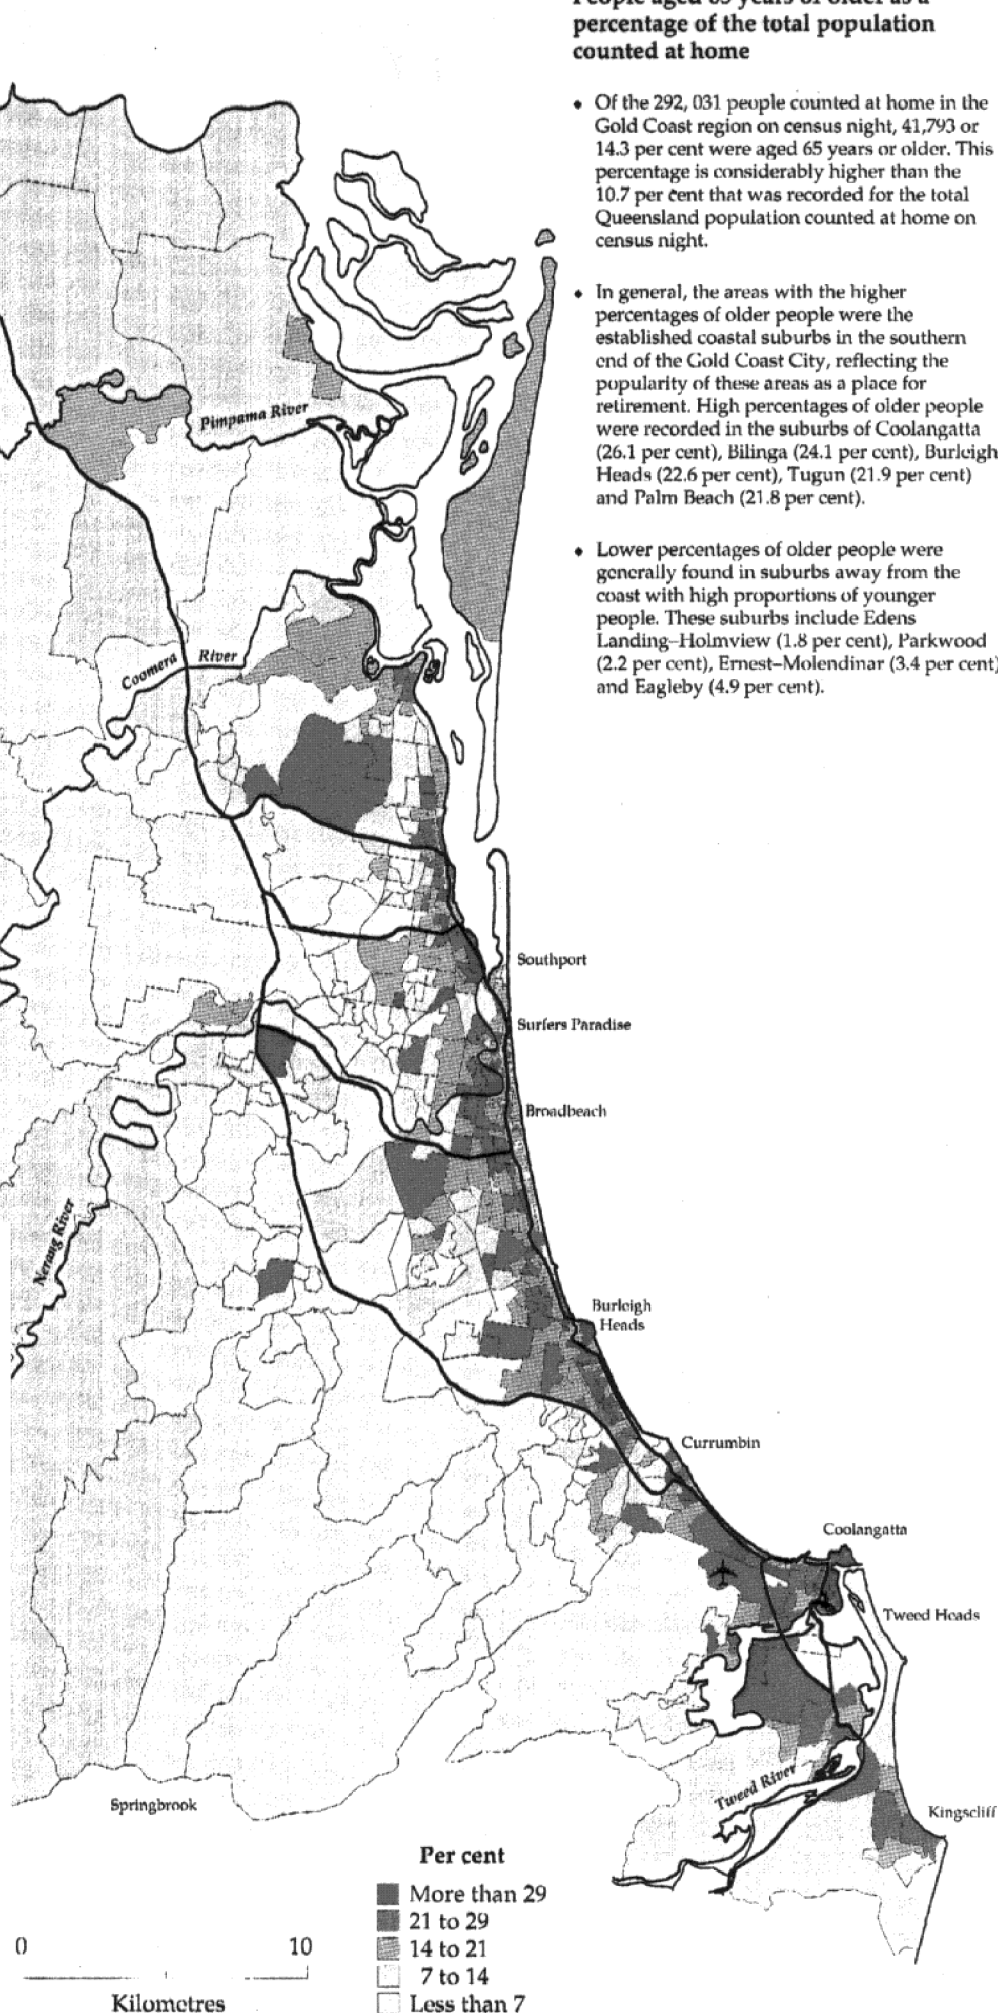 People aged 65 years or older as a
percentage of the total population
counted at home
• Of the 292, 031 people counted at home in the
Gold Coast region on census night, 41,793 or
14.3 per cent were aged 65 years or older. This
percentage is considerably higher than the
10.7 per cent that was recorded for the total
Queensland population counted at home on
census night.
• In general, the areas with the higher
percentages of older people were the
established coastal suburbs in the southern
end of the Gold Coast City, reflecting the
popularity of these areas as a place for
retirement. High percentages of older people
were recorded in the suburbs of Coolangatta
(26.1 per cent), Bilinga (24.1 per cent), Burleigh
Heads (22.6 per cent), Tugun (21.9 per cent)
and Palm Beach (21.8 per cent).
• Lower percentages of older people were
generally found in suburbs away from the
coast with high proportions of younger
people. These suburbs include Edens
Landing–Holmview (1.8 per cent), Parkwood
(2.2 per cent), Ernest–Molendinar (3.4 per cent)
and Eagleby (4.9 per cent).
Pimpama River
Coomera River
Southport
Surfers Paradise
Broadbeach
Nerang River
Burleigh
Heads
Currumbin
Coolangatta
Tweed Heads
Tweed River
Kingscliff
Springbrook
Per cent
More than 29
21 to 29
14 to 21
7 to 14
Less than 7
0 10
Kilometres